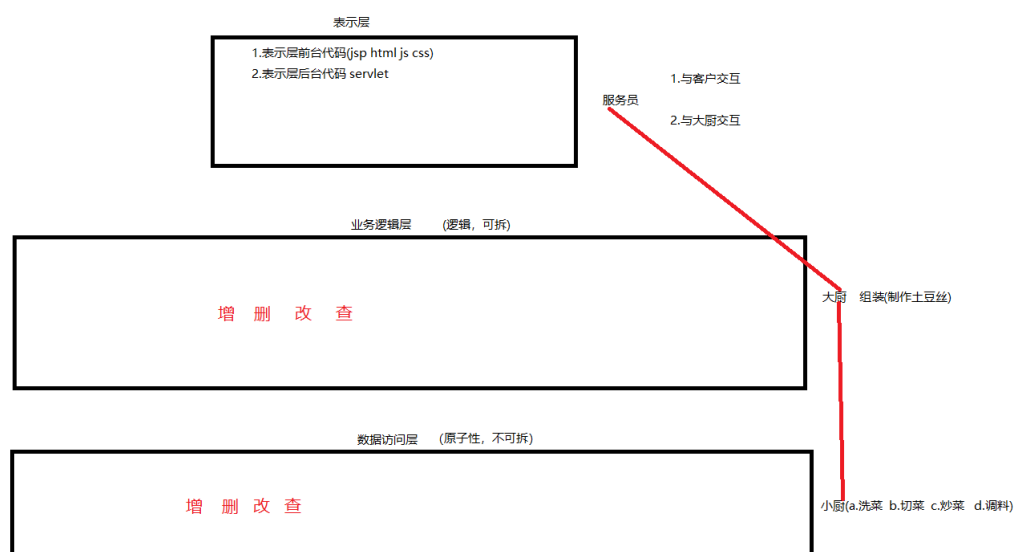 表示层
1.表示层前台代码(jsp html js css)
2.表示层后台代码 servlet
1.与客户交互
服务员
2.与大厨交互
业务逻辑层 (逻辑，可拆)
增 删 改 查
大厨 组装(制作土豆丝)
数据访问层 (原子性，不可拆)
增 删 改 查
小厨(a.洗菜 b.切菜 c.炒菜 d.调料)